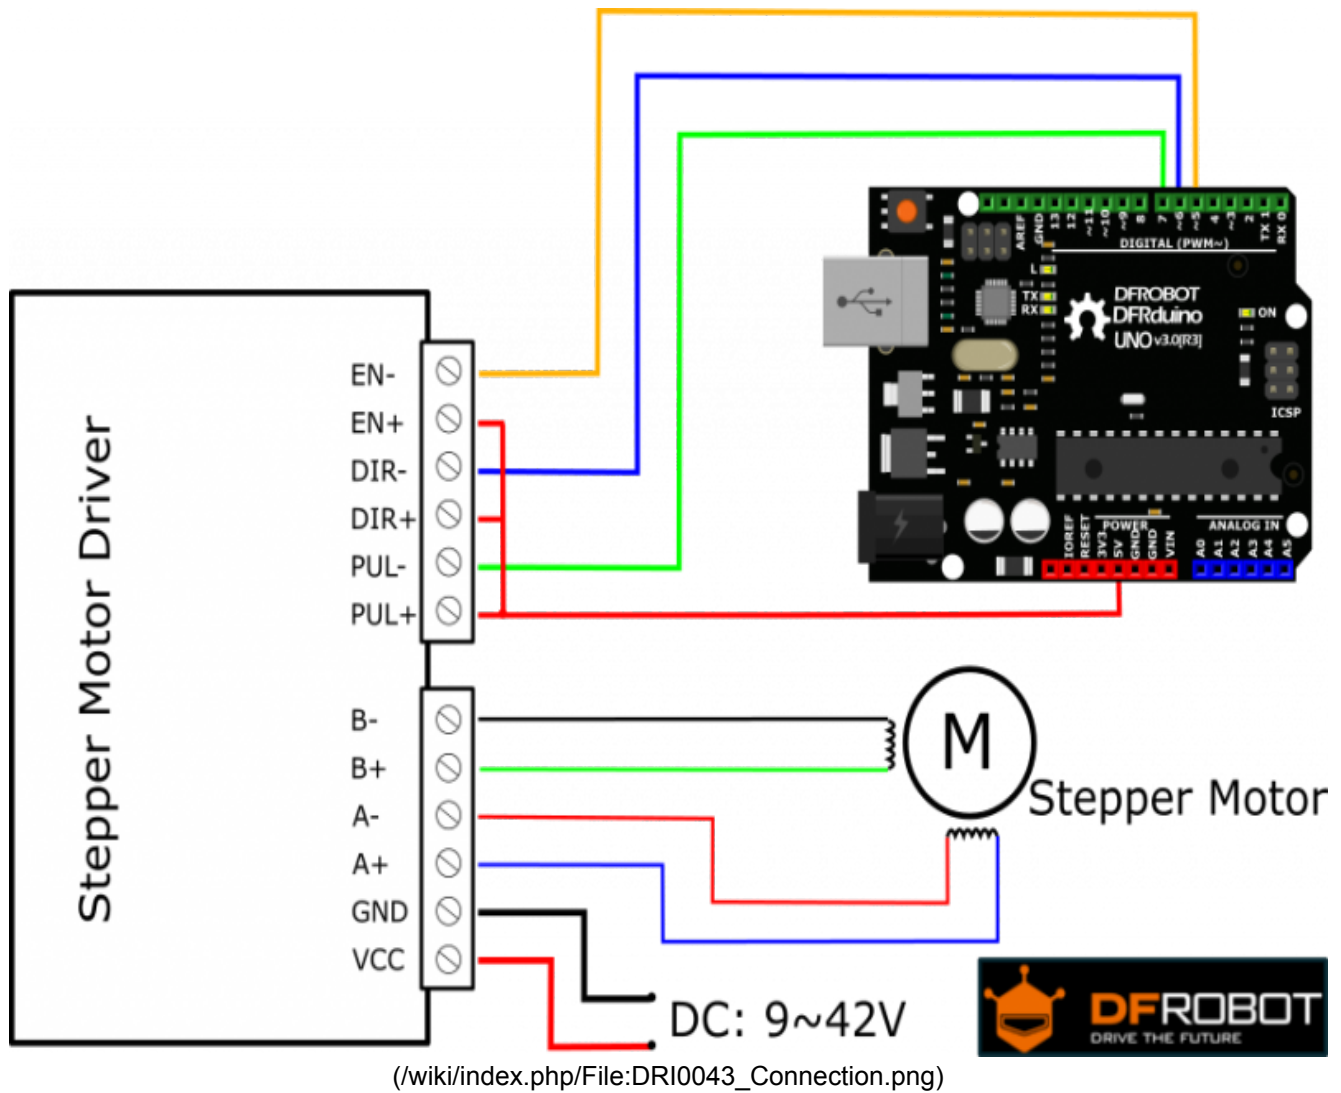 AREF
GND
13
12
~11
~10
~9
8
7
~6
~5
4
~3
2
TX 1
RX 0
DIGITAL (PWM~)
L
TX
RX
DFROBOT
DFRduino
UNO v3.0[R3]
ON
ICSP
IOREF
RESET
3V3
5V
GND
GND
VIN
POWER
ANALOG IN
A0
A1
A2
A3
A4
A5
Stepper Motor Driver
EN-
EN+
DIR-
DIR+
PUL-
PUL+
B-
B+
A-
A+
GND
VCC
M
Stepper Motor
DC: 9~42V
DFROBOT
DRIVE THE FUTURE
(/wiki/index.php/File:DRI0043_Connection.png)